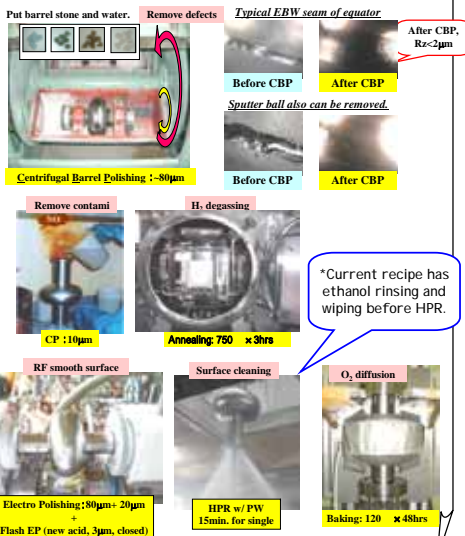 Put barrel stone and water.
Remove defects
Typical EBW seam of equator
After CBP,
Rz<2μm
Before CBP
After CBP
Sputter ball also can be removed.
Before CBP
After CBP
Centrifugal Barrel Polishing :~80μm
Remove contami
H2 degassing
*Current recipe has
ethanol rinsing and
wiping before HPR.
CP :10μm
Annealing: 750 ×3hrs
RF smooth surface
Surface cleaning
O2 diffusion
Electro Polishing:80μm+ 20μm
+
Flash EP (new acid, 3μm, closed)
HPR w/ PW
15min. for single
Baking: 120 ×48hrs